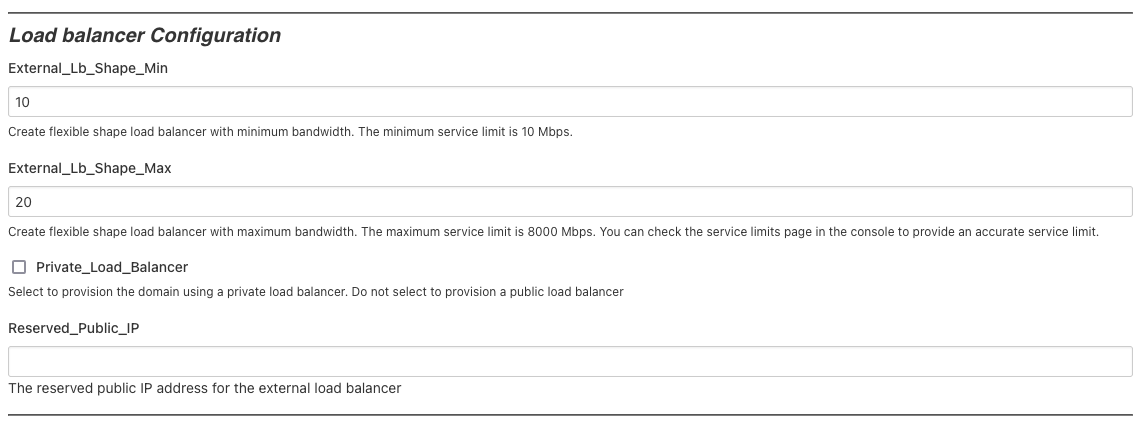 Load balancer Configuration
External_Lb_Shape_Min
10
Create flexible shape load balancer with minimum bandwidth. The minimum service limit is 10 Mbps.
External_Lb_Shape_Max
20
Create flexible shape load balancer with maximum bandwidth. The maximum service limit is 8000 Mbps. You can check the service limits page in the console to provide an accurate service limit.
Private_Load_Balancer
Select to provision the domain using a private load balancer. Do not select to provision a public load balancer
Reserved_Public_IP
The reserved public IP address for the external load balancer